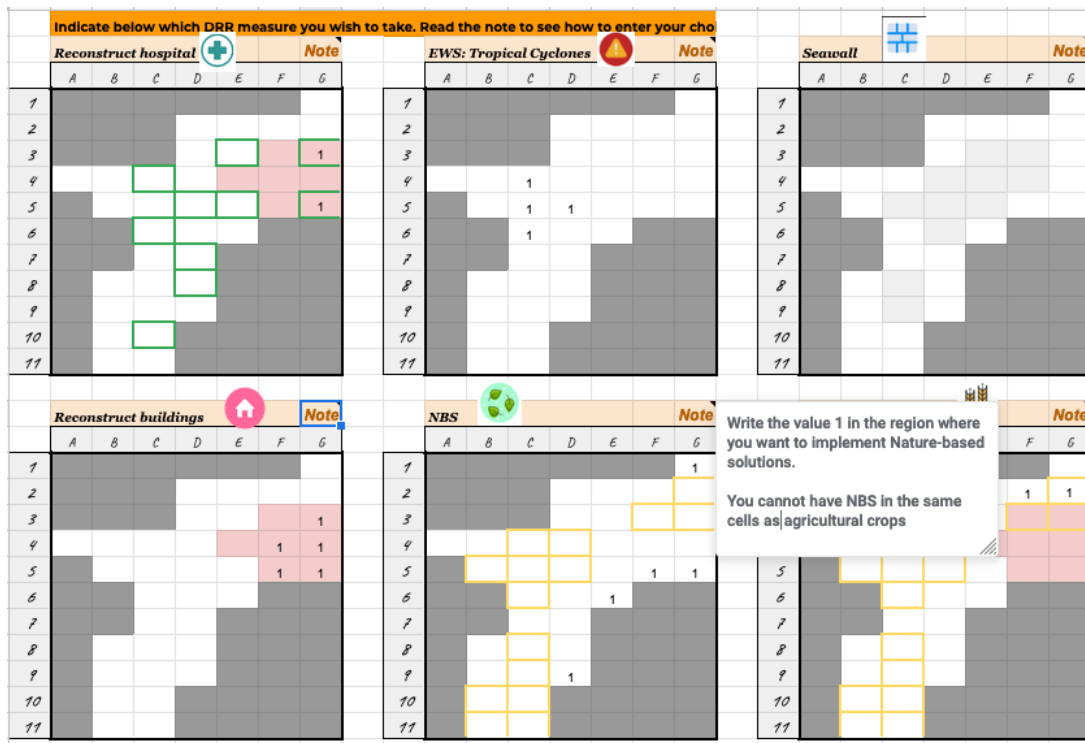 Indicate below which DRR measure you wish to take. Read the note to see how to enter your cho
Reconstruct hospital Note EWS: Tropical Cyclones Note Seawall Note
A B C D E F G A B C D E F G A B C D E F G
1 1 1
2 2 2
3 1 3 3
4 4 1 4
5 1 5 1 1 5
6 6 1 6
7 7 7
8 8 8
9 9 9
10 10 10
11 11 11
Reconstruct buildings Note NBS Note
A B C D E F G A B C D E F G F G
1 1 1
2 2 1 1
3 1 3
4 1 1 4
5 1 1 5 1 1 5
6 6 1 6
7 7 7
8 8 8
9 9 1 9
10 10 10
11 11 11
Write the value 1 in the region where
you want to implement Nature-based
solutions.
You cannot have NBS in the same
cells as agricultural crops